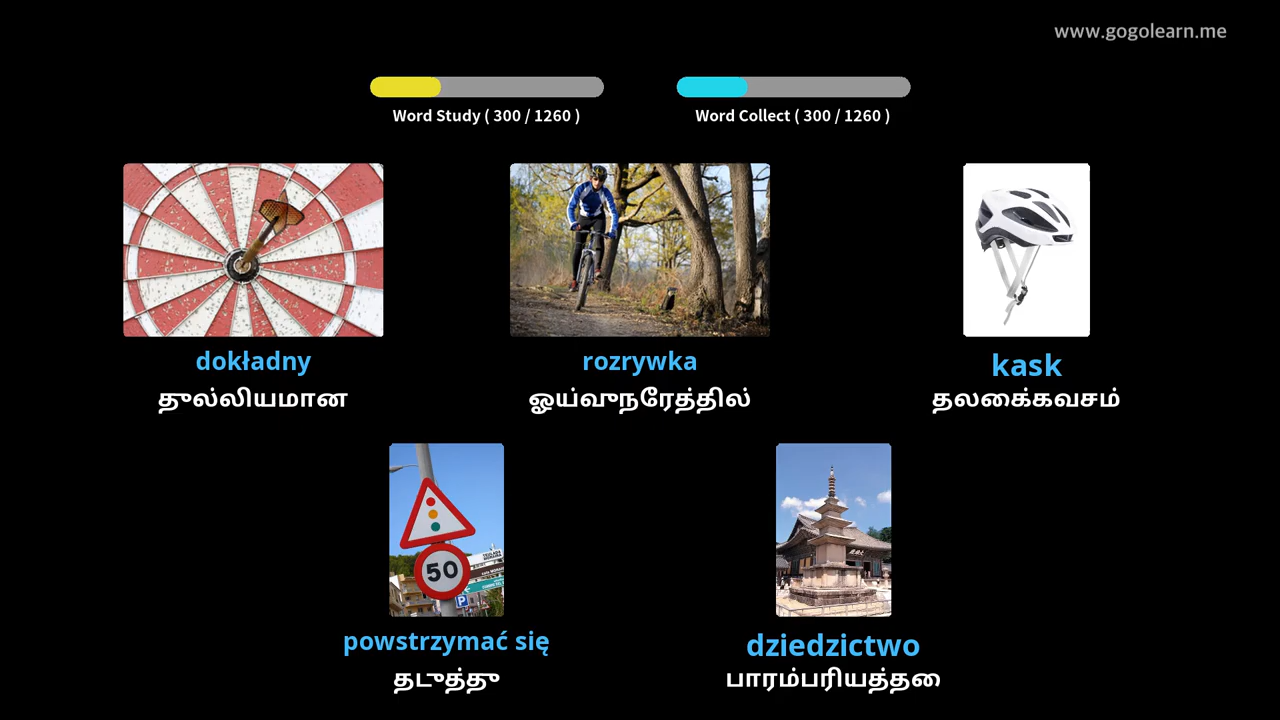 www.gogolearn.me
Word Study ( 300 / 1260 )
Word Collect ( 300 / 1260 )
dokładny
rozrywka
kask
துல்லியமான
ஓய்வுநேரத்தில்
தலைக்கவசம்
50
P
powstrzymać się
dziedzictwo
தடுத்து
பாரம்பரியத்தை